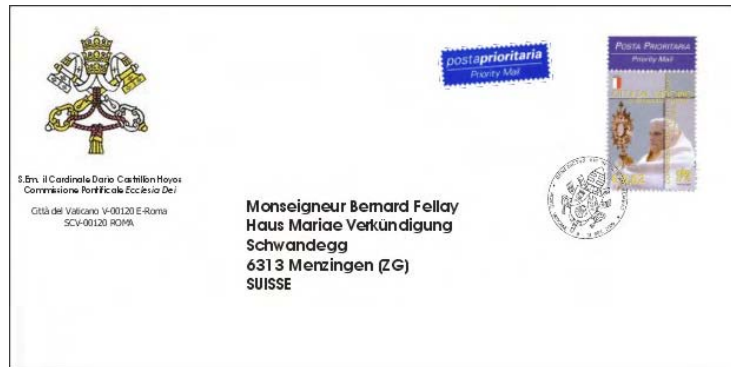 S.Em. il Cardinale Dario Castrillon Hoyos
Commissione Pontificale Ecclesia Dei
Città del Vaticano V-00120 E-Roma
SCV-00120 ROMA
postaprioritaria
Priority Mail
POSTA PRIORITARIA
Priority Mail
Monseigneur Bernard Fellay
Haus Mariae Verkündigung
Schwandegg
6313 Menzingen (ZG)
SUISSE